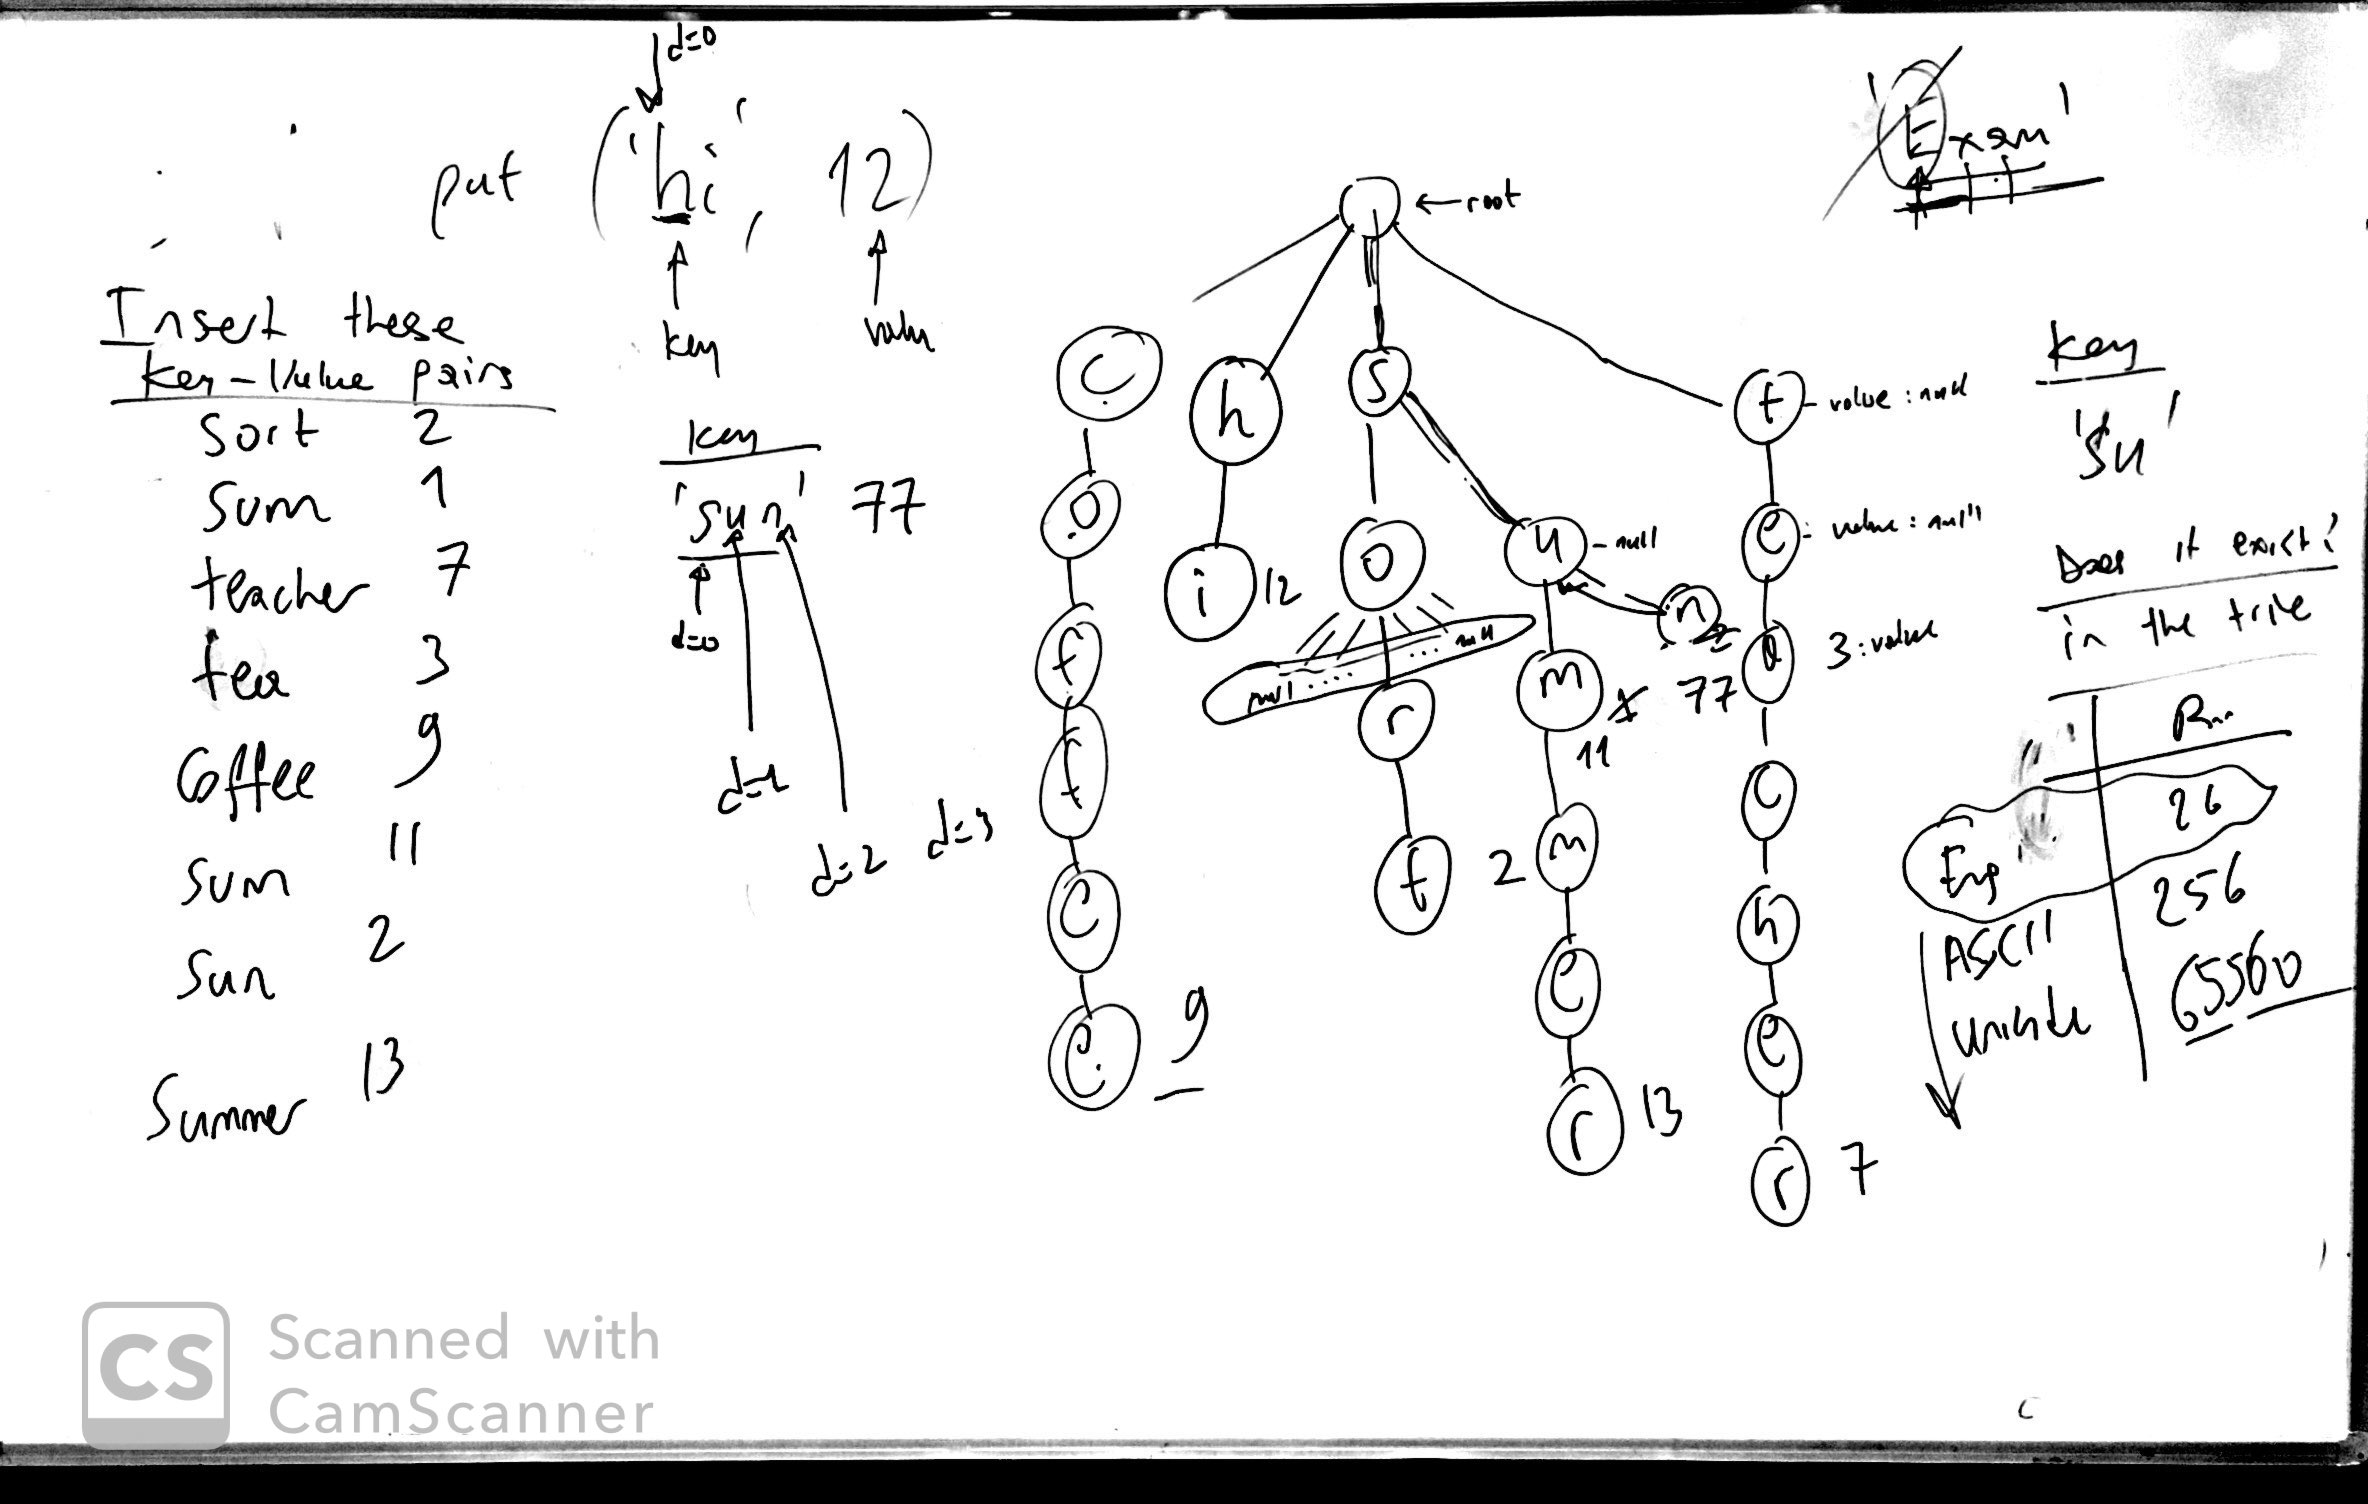 d=0
put ('hi', 12)
key
Insert these
key-Value pairs
Sort 2
Sum 1
teacher 7
tea 3
Coffee 9
Sum 11
Sun 2
Summer 13
key
'sun' 77
d=0
d=1
d=2 d=3
root
C
o
f
f
e
e 9
h
i 12
s
o
null .... .... null
r
t 2
u - null
n 2 77
m 1
11
m
e
r 13
t - value : null
e : value : null
a 3 : value
c
h
e
r 7
'Exam'
key
'su'
Does it exist?
in the trie
Eng 26
ASCII 256
65560
Scanned with
CamScanner
CS